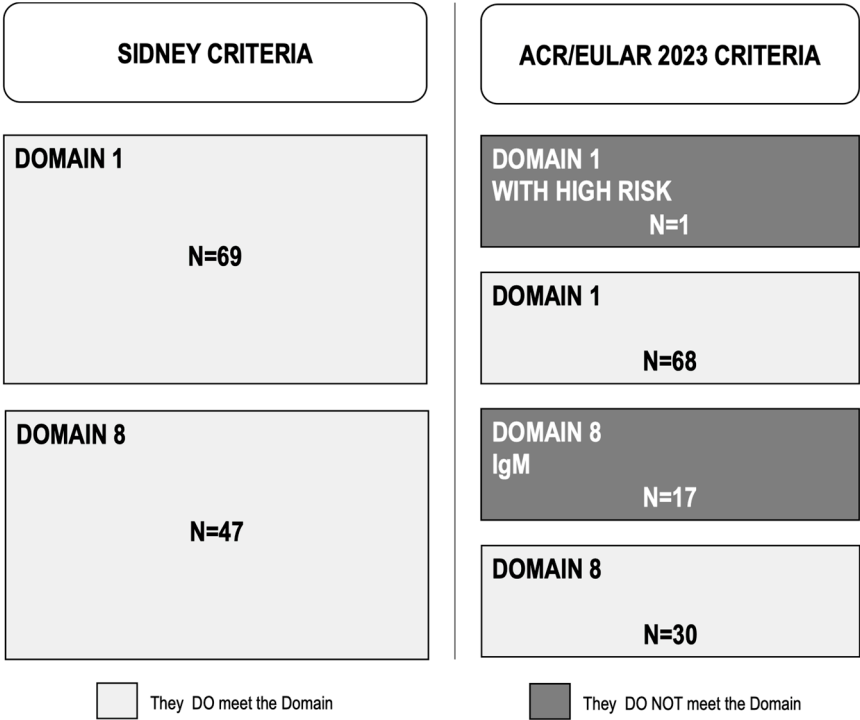 SIDNEY CRITERIA
DOMAIN 1
N=69
DOMAIN 8
N=47
ACR/EULAR 2023 CRITERIA
DOMAIN 1
WITH HIGH RISK
N=1
DOMAIN 1
N=68
DOMAIN 8
IgM
N=17
DOMAIN 8
N=30
They DO meet the Domain
They DO NOT meet the Domain